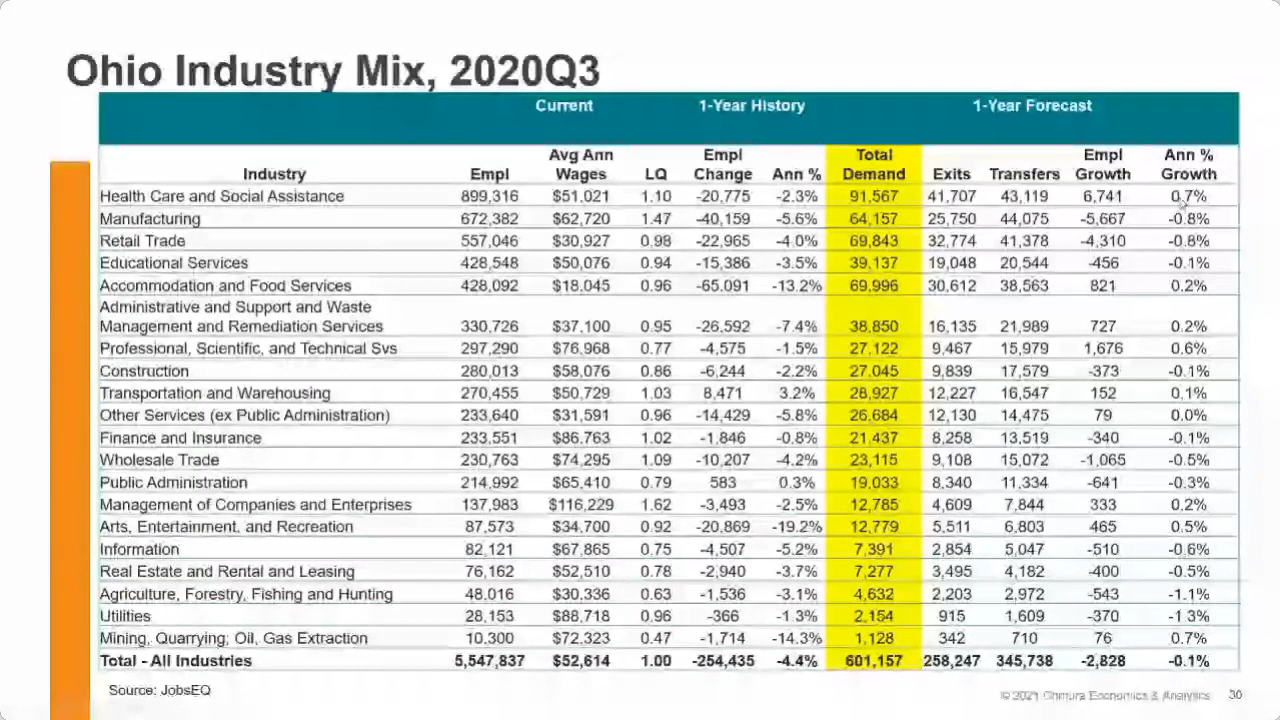 Ohio Industry Mix, 2020Q3
Current 1-Year History 1-Year Forecast
Industry Empl Avg Ann Wages LQ Empl Change Ann % Total Demand Exits Transfers Empl Growth Ann % Growth
Health Care and Social Assistance 899,316 $51,021 1.10 -20,775 -2.3% 91,567 41,707 43,119 6,741 0.7%
Manufacturing 672,382 $62,720 1.47 -40,159 -5.6% 64,157 25,750 44,075 -5,667 -0.8%
Retail Trade 557,046 $30,927 0.98 -22,965 -4.0% 69,843 32,774 41,378 -4,310 -0.8%
Educational Services 428,548 $50,076 0.94 -15,386 -3.5% 39,137 19,048 20,544 -456 -0.1%
Accommodation and Food Services 428,092 $18,045 0.96 -65,091 -13.2% 69,996 30,612 38,563 821 0.2%
Administrative and Support and Waste
Management and Remediation Services 330,726 $37,100 0.95 -26,592 -7.4% 38,850 16,135 21,989 727 0.2%
Professional, Scientific, and Technical Svs 297,290 $76,968 0.77 -4,575 -1.5% 27,122 9,467 15,979 1,676 0.6%
Construction 280,013 $58,076 0.86 -6,244 -2.2% 27,045 9,839 17,579 -373 -0.1%
Transportation and Warehousing 270,455 $50,729 1.03 8,471 3.2% 28,927 12,227 16,547 152 0.1%
Other Services (ex Public Administration) 233,640 $31,591 0.96 -14,429 -5.8% 26,684 12,130 14,475 79 0.0%
Finance and Insurance 233,551 $86,763 1.02 -1,846 -0.8% 21,437 8,258 13,519 -340 -0.1%
Wholesale Trade 230,763 $74,295 1.09 -10,207 -4.2% 23,115 9,108 15,072 -1,065 -0.5%
Public Administration 214,992 $65,410 0.79 583 0.3% 19,033 8,340 11,334 -641 -0.3%
Management of Companies and Enterprises 137,983 $116,229 1.62 -3,493 -2.5% 12,785 4,609 7,844 333 0.2%
Arts, Entertainment, and Recreation 87,573 $34,700 0.92 -20,869 -19.2% 12,779 5,511 6,803 465 0.5%
Information 82,121 $67,865 0.75 -4,507 -5.2% 7,391 2,854 5,047 -510 -0.6%
Real Estate and Rental and Leasing 76,162 $52,510 0.78 -2,940 -3.7% 7,277 3,495 4,182 -400 -0.5%
Agriculture, Forestry, Fishing and Hunting 48,016 $30,336 0.63 -1,536 -3.1% 4,632 2,203 2,972 -543 -1.1%
Utilities 28,153 $88,718 0.96 -366 -1.3% 2,154 915 1,609 -370 -1.3%
Mining, Quarrying, Oil, Gas Extraction 10,300 $72,323 0.47 -1,714 -14.3% 1,128 342 710 76 0.7%
Total - All Industries 5,547,837 $52,614 1.00 -254,435 -4.4% 601,157 258,247 345,738 -2,828 -0.1%
Source: JobsEQ
© 2021 Chmura Economics & Analytics 30